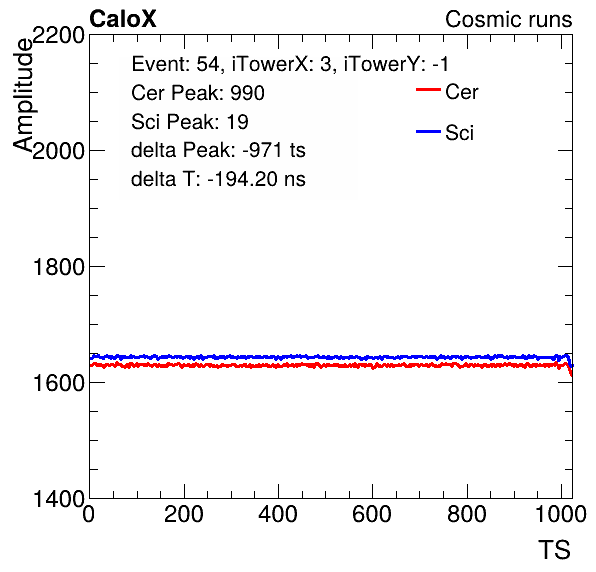 CaloX Cosmic runs
Amplitude
2200
2000
1800
1600
1400
Event: 54, iTowerX: 3, iTowerY: -1
Cer Peak: 990
Sci Peak: 19
delta Peak: -971 ts
delta T: -194.20 ns
Cer
Sci
0 200 400 600 800 1000
TS